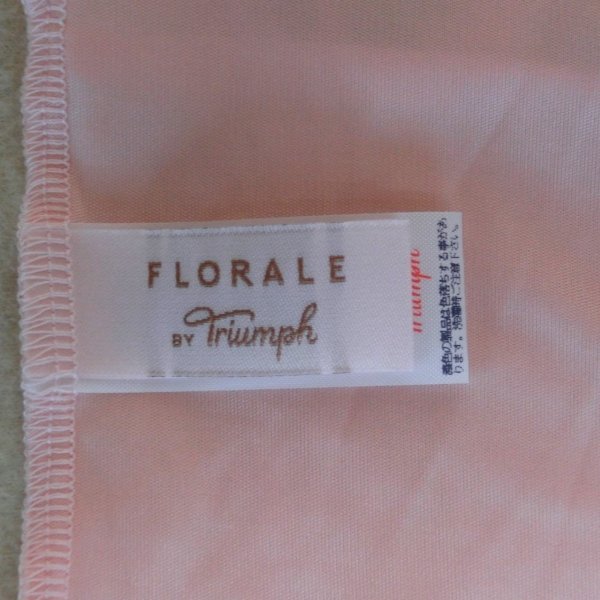 FLORALE
BY Triumph
Triumph
濃色の製品は色落ちする事があ
ります。洗濯時ご注意下さい。